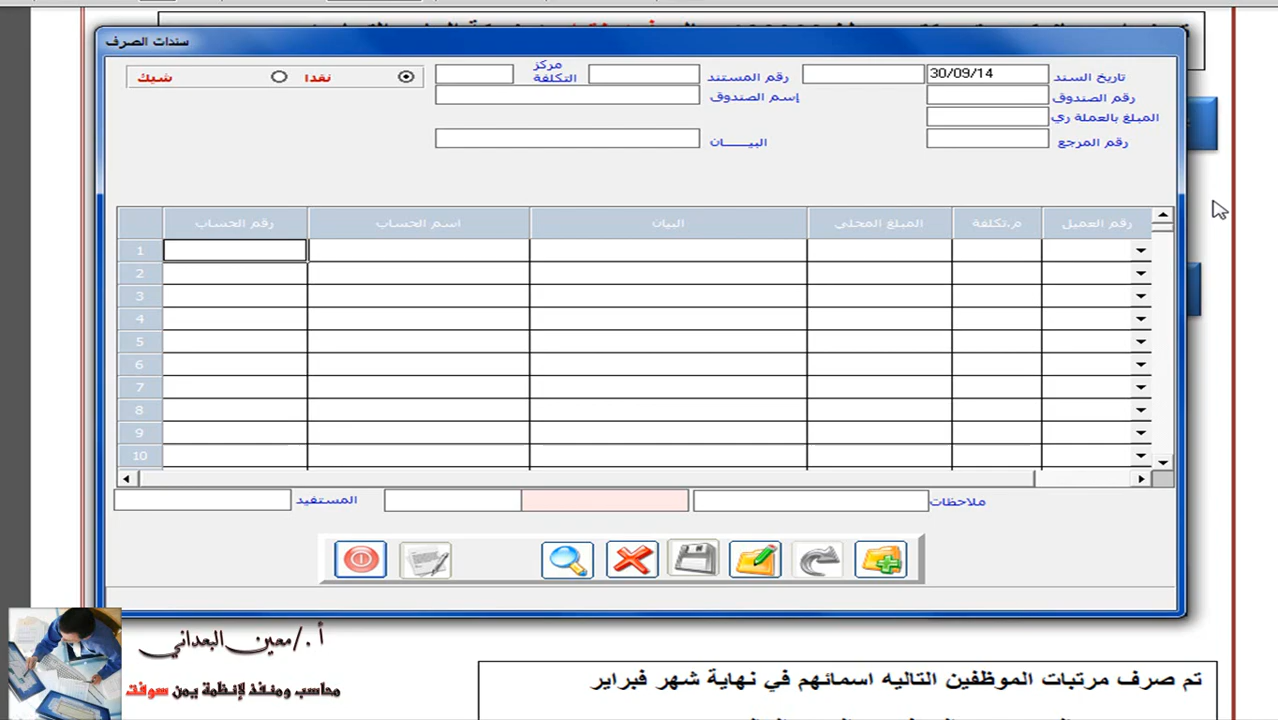 سندات الصرف
تاريخ السند 30/09/14 رقم المستند مركز التكلفة نقدا شيك
رقم الصندوق إسم الصندوق
المبلغ بالعملة ري
رقم المرجع البيـــــان
رقم الحساب اسم الحساب البيان المبلغ المحلي م.تكلفة رقم العميل
1
2
3
4
5
6
7
8
9
10
ملاحظات المستفيد
أ./معين البعداني
محاسب ومنفذ لإنظمة يمن سوفت
تم صرف مرتبات الموظفين التاليه اسمائهم في نهاية شهر فبراير